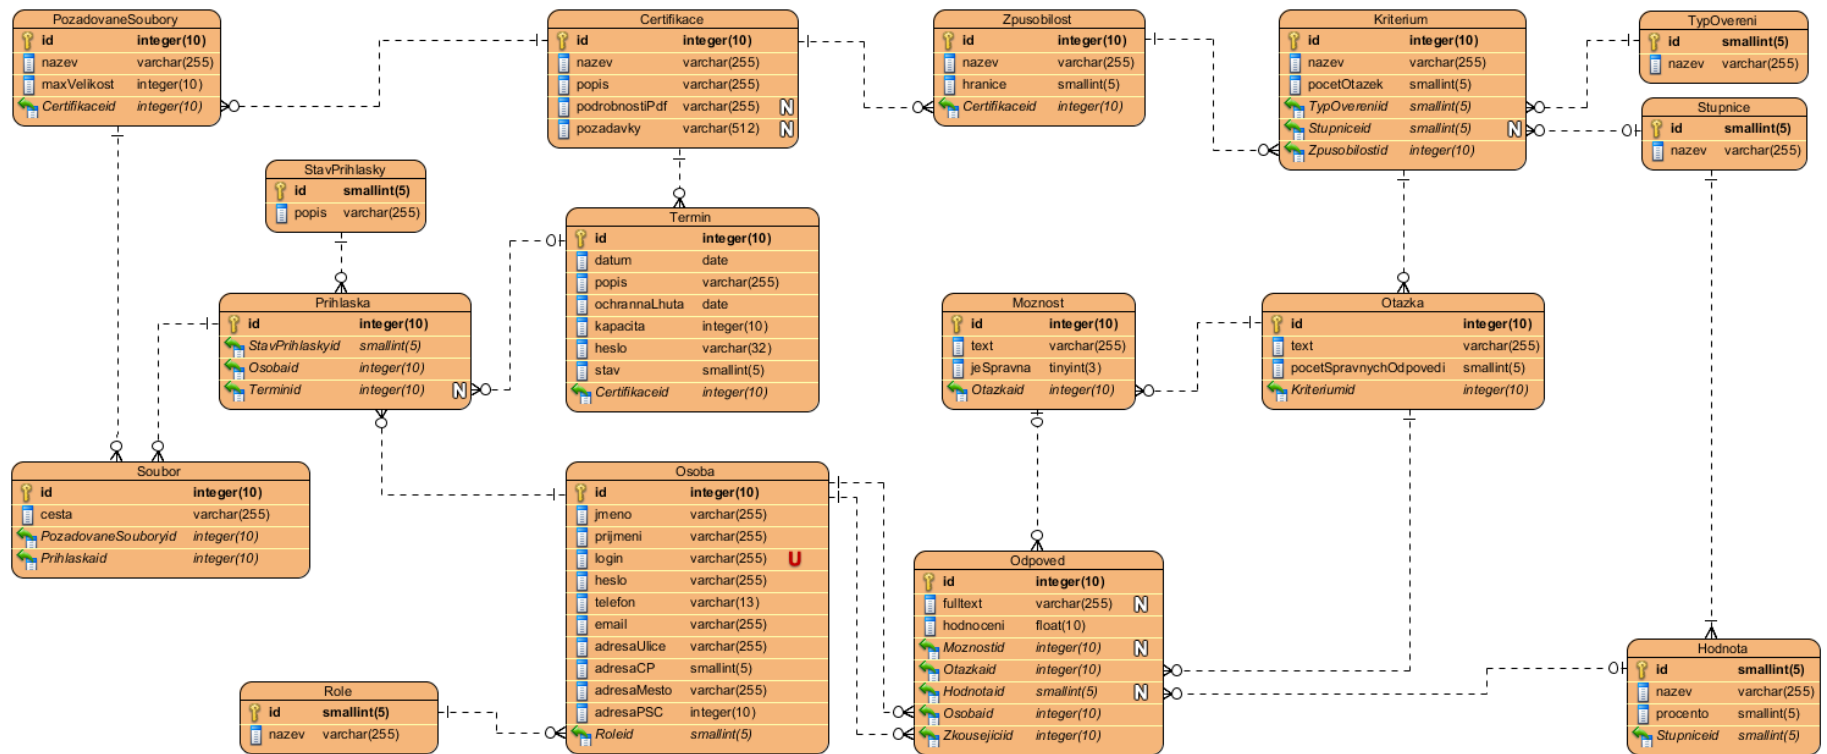 PozadovaneSoubory
id integer(10)
nazev varchar(255)
maxVelikost integer(10)
Certifikaceid integer(10)
Certifikace
id integer(10)
nazev varchar(255)
popis varchar(255)
podrobnostiPdf varchar(255) N
pozadavky varchar(512) N
Zpusobilost
id integer(10)
nazev varchar(255)
hranice smallint(5)
Certifikaceid integer(10)
Kriterium
id integer(10)
nazev varchar(255)
pocetOtazek smallint(5)
TypOvereniid smallint(5)
Stupniceid smallint(5) N
Zpusobilostid integer(10)
TypOvereni
id smallint(5)
nazev varchar(255)
Stupnice
id smallint(5)
nazev varchar(255)
StavPrihlasky
id smallint(5)
popis varchar(255)
Termin
id integer(10)
datum date
popis varchar(255)
ochrannaLhuta date
kapacita integer(10)
heslo varchar(32)
stav smallint(5)
Certifikaceid integer(10)
Prihlaska
id integer(10)
StavPrihlaskyid smallint(5)
Osobaid integer(10)
Terminid integer(10) N
Moznost
id integer(10)
text varchar(255)
jeSpravna tinyint(3)
Otazkaid integer(10)
Otazka
id integer(10)
text varchar(255)
pocetSpravnychOdpovedi smallint(5)
Kriteriumid integer(10)
Soubor
id integer(10)
cesta varchar(255)
PozadovaneSouboryid integer(10)
Prihlaskaid integer(10)
Osoba
id integer(10)
jmeno varchar(255)
prijmeni varchar(255)
login varchar(255) U
heslo varchar(255)
telefon varchar(13)
email varchar(255)
adresaUlice varchar(255)
adresaCP smallint(5)
adresaMesto varchar(255)
adresaPSC integer(10)
Roleid smallint(5)
Odpoved
id integer(10)
fulltext varchar(255) N
hodnoceni float(10)
Moznostid integer(10) N
Otazkaid integer(10)
Hodnotaid smallint(5) N
Osobaid integer(10)
Zkousejiciid integer(10)
Hodnota
id smallint(5)
nazev varchar(255)
procento smallint(5)
Stupniceid smallint(5)
Role
id smallint(5)
nazev varchar(255)